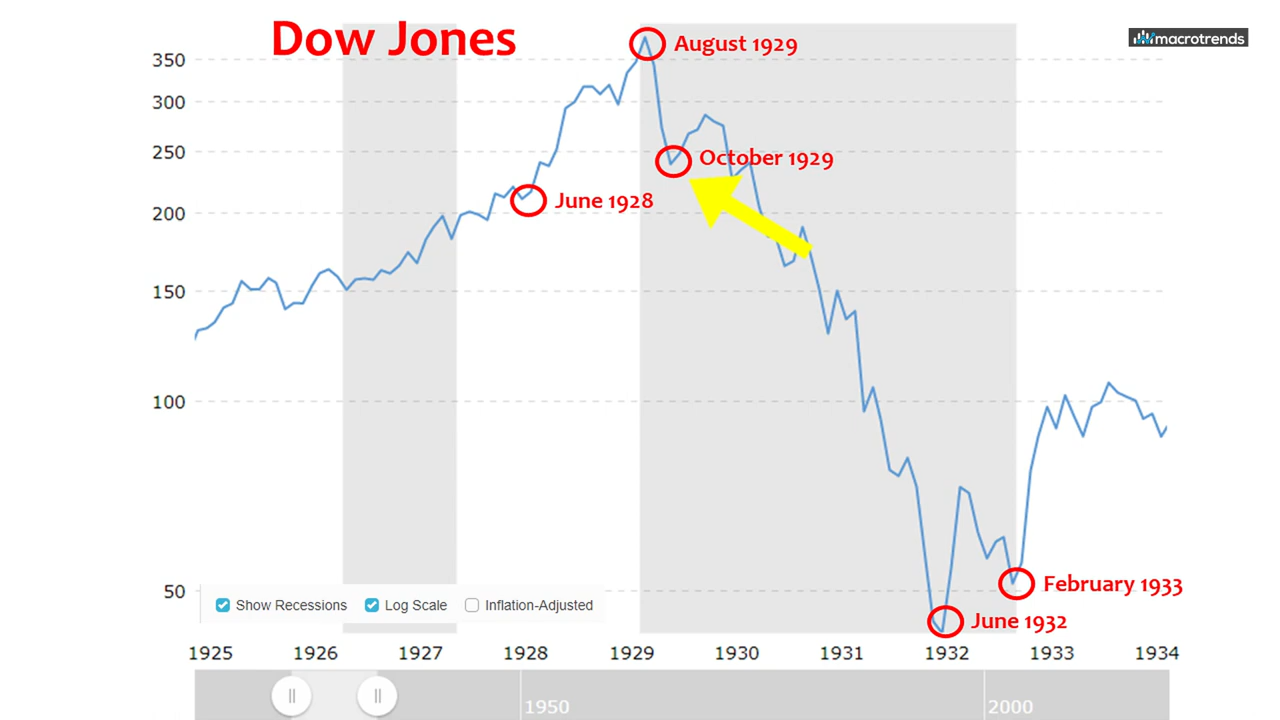 Dow Jones
macrotrends
350
August 1929
300
250
October 1929
200
June 1928
150
100
50
February 1933
Show Recessions Log Scale Inflation-Adjusted
June 1932
1925 1926 1927 1928 1929 1930 1931 1932 1933 1934
1950 2000